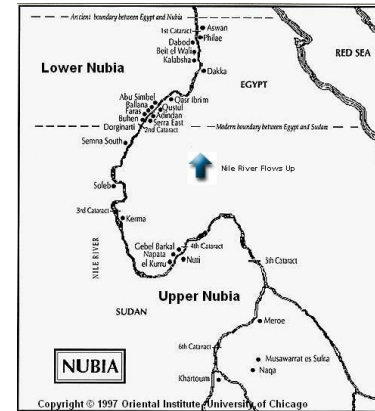 Ancient boundary between Egypt and Nubia
1st Cataract
Aswan
Philae
Dabod
Beit el Wali
Kalabsha
RED SEA
Lower Nubia
Dakka
EGYPT
Abu Simbel
Qasr Ibrim
Ballana
Qustul
Faras
Adindan
Buhen
Serra East
Dorginarti
2nd Cataract
Modern boundary between Egypt and Sudan
Semna South
Nile River Flows Up
Soleb
3rd Cataract
Kerma
NILE RIVER
Gebel Barkal
4th Cataract
Napata
el Kurru
Nuri
5th Cataract
Upper Nubia
SUDAN
Meroe
6th Cataract
Musawarrat es Sufra
Naqa
NUBIA
Khartoum
Copyright © 1997 Oriental Institute, University of Chicago